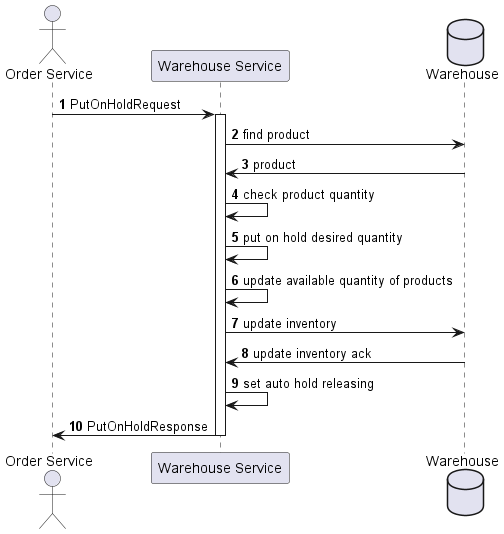 Order Service
Warehouse Service
Warehouse
1 PutOnHoldRequest
2 find product
3 product
4 check product quantity
5 put on hold desired quantity
6 update available quantity of products
7 update inventory
8 update inventory ack
9 set auto hold releasing
10 PutOnHoldResponse
Order Service
Warehouse Service
Warehouse